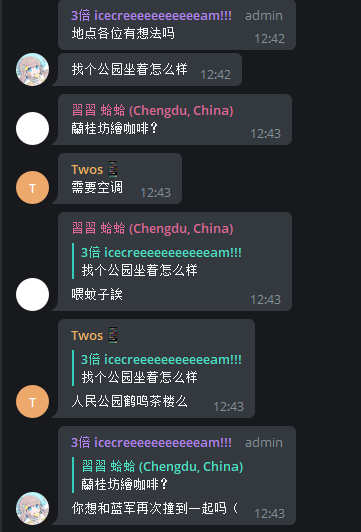 3倍 icecreeeeeeeeeeeam!!! admin
地点各位有想法吗
12:42
找个公园坐着怎么样
12:42
習習 蛤蛤 (Chengdu, China)
蘭桂坊繪咖啡？
12:43
Twos
需要空调
12:43
習習 蛤蛤 (Chengdu, China)
3倍 icecreeeeeeeeeeeam!!!
找个公园坐着怎么样
喂蚊子誒
12:43
Twos
3倍 icecreeeeeeeeeeeam!!!
找个公园坐着怎么样
人民公园鹤鸣茶楼么
12:43
T
T
3倍 icecreeeeeeeeeeeam!!! admin
習習 蛤蛤 (Chengdu, China)
蘭桂坊繪咖啡？
你想和蓝军再次撞到一起吗（
12:43